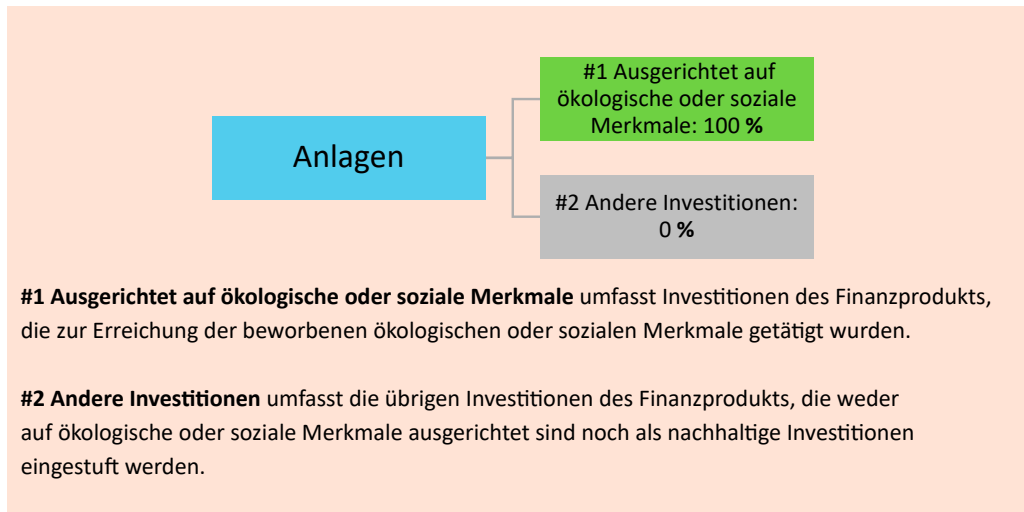 #1 Ausgerichtet auf
ökologische oder soziale
Merkmale: 100 %
Anlagen
#2 Andere Investitionen:
0 %
#1 Ausgerichtet auf ökologische oder soziale Merkmale umfasst Investitionen des Finanzprodukts,
die zur Erreichung der beworbenen ökologischen oder sozialen Merkmale getätigt wurden.
#2 Andere Investitionen umfasst die übrigen Investitionen des Finanzprodukts, die weder
auf ökologische oder soziale Merkmale ausgerichtet sind noch als nachhaltige Investitionen
eingestuft werden.